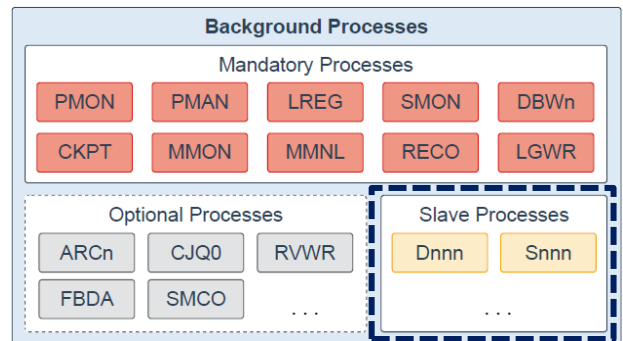 Background Processes
Mandatory Processes
PMON PMAN LREG SMON DBWn
CKPT MMON MMNL RECO LGWR
Optional Processes
ARCn CJQ0 RVWR
FBDA SMCO . . .
Slave Processes
Dnnn Snnn
. . .